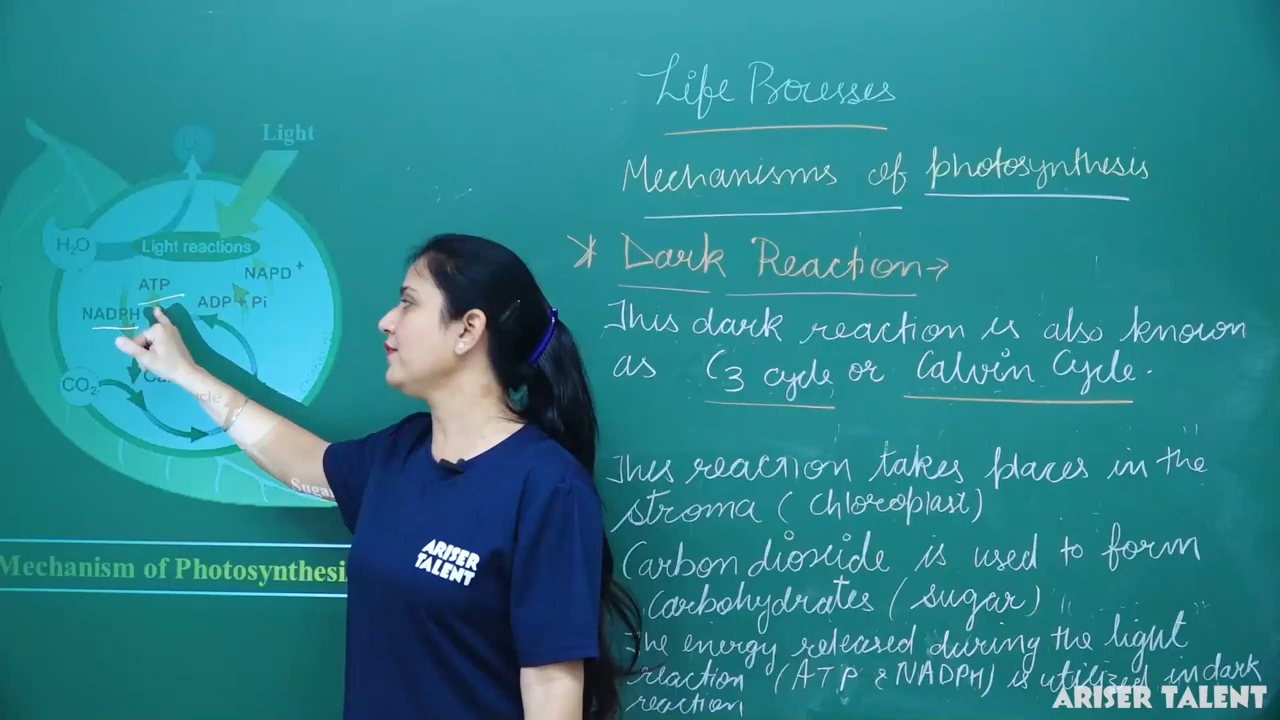 Life Processes
Mechanisms of photosynthesis
* Dark Reaction →
This dark reaction is also known
as C3 cycle or Calvin Cycle.
This reaction takes places in the
stroma (Chloroplast)
Carbon dioxide is used to form
Carbohydrates (sugar)
The energy released during the light
reaction (ATP & NADPH) is utilized in dark
reaction
Light
H₂O
Light reactions
NAPD⁺
ATP
ADP + Pi
NADPH
CO₂
Mechanism of Photosynthesi
ARISER
TALENT
ARISER TALENT